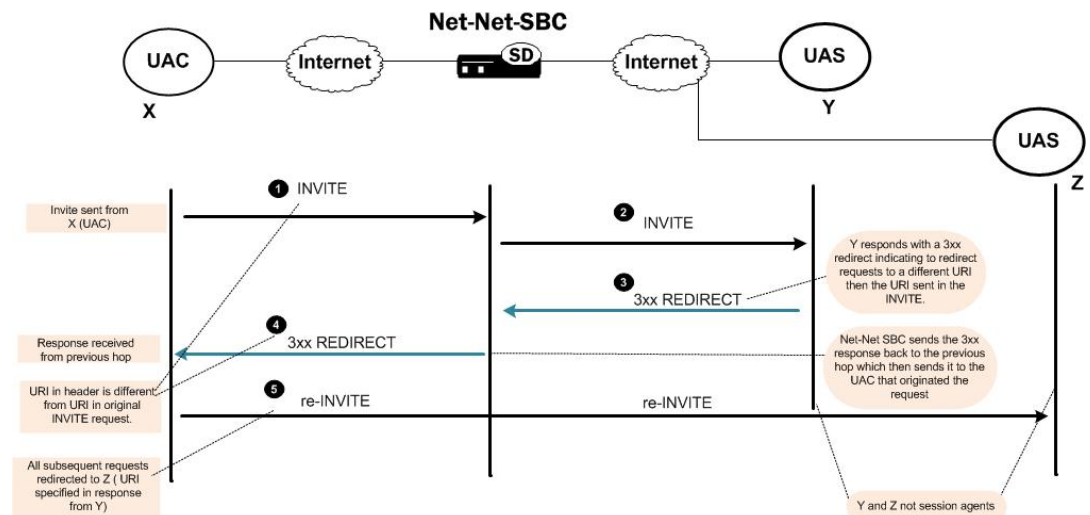 Net-Net-SBC
UAC
Internet
SD
Internet
UAS
X
Y
UAS
Z
1 INVITE
Invite sent from
X (UAC)
2
INVITE
Y responds with a 3xx
redirect indicating to redirect
requests to a different URI
then the URI sent in the
INVITE.
3
3xx REDIRECT
4
3xx REDIRECT
Response received
from previous hop
Net-Net SBC sends the 3xx
response back to the previous
hop which then sends it to the
UAC that originated the
request
URI in header is different
from URI in original
INVITE request.
5
re-INVITE
re-INVITE
All subsequent requests
redirected to Z ( URI
specified in response
from Y)
Y and Z not session agents